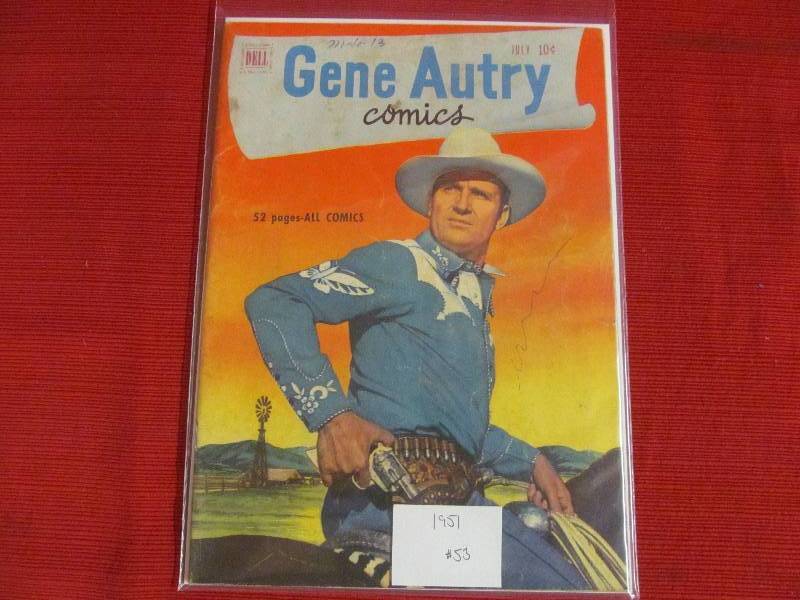 DELL
JULY 10¢
Gene Autry
comics
52 pages-ALL COMICS
1951
#53